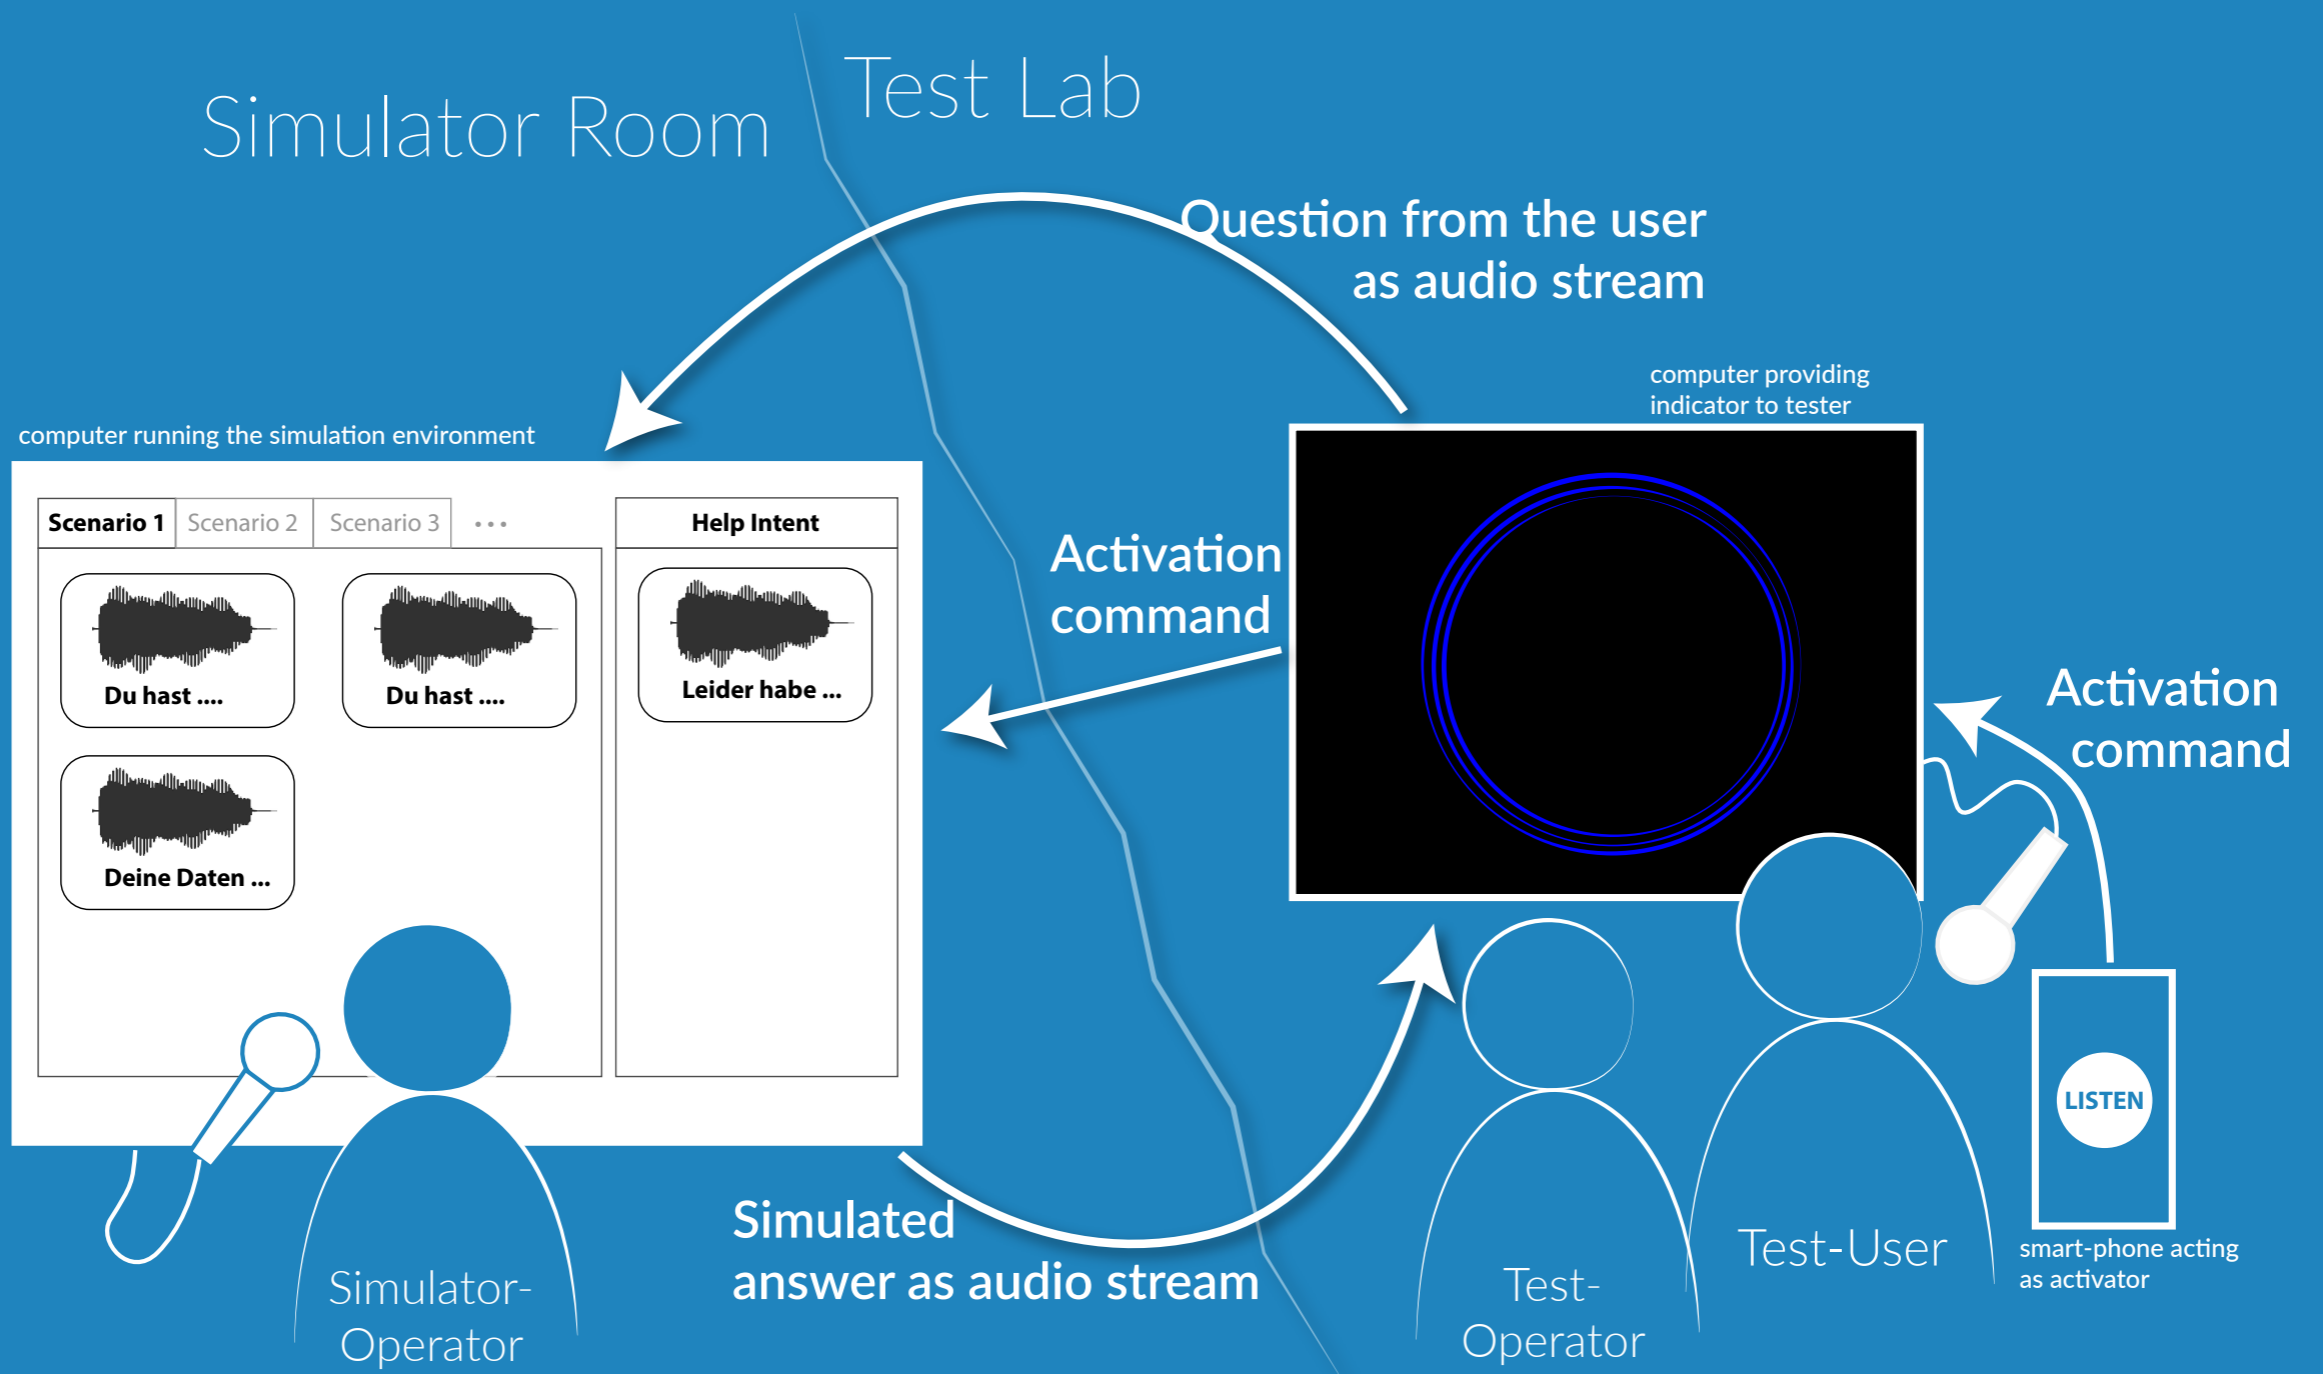 Simulator Room
Test Lab
Question from the user
as audio stream
computer providing
indicator to tester
computer running the simulation environment
Scenario 1
Scenario 2
Scenario 3
...
Help Intent
Du hast ....
Du hast ....
Leider habe ...
Deine Daten ...
Activation
command
Activation
command
LISTEN
Simulated
answer as audio stream
Simulator-
Operator
Test-
Operator
Test-User
smart-phone acting
as activator